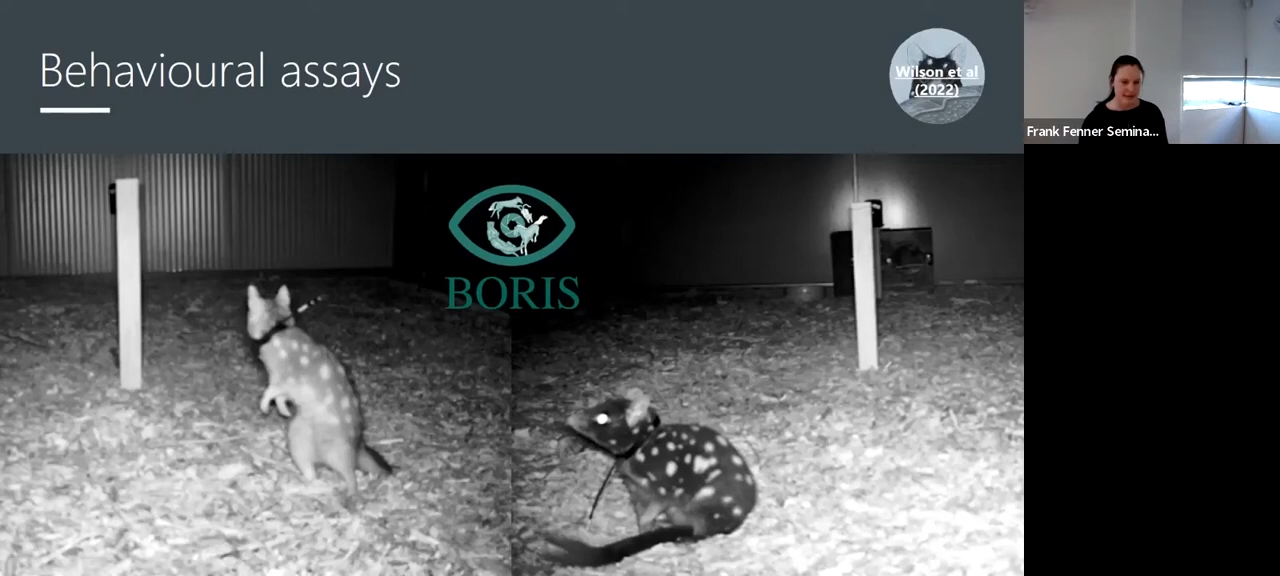 Behavioural assays
Wilson et al
(2022)
Frank Fenner Semina...
BORIS